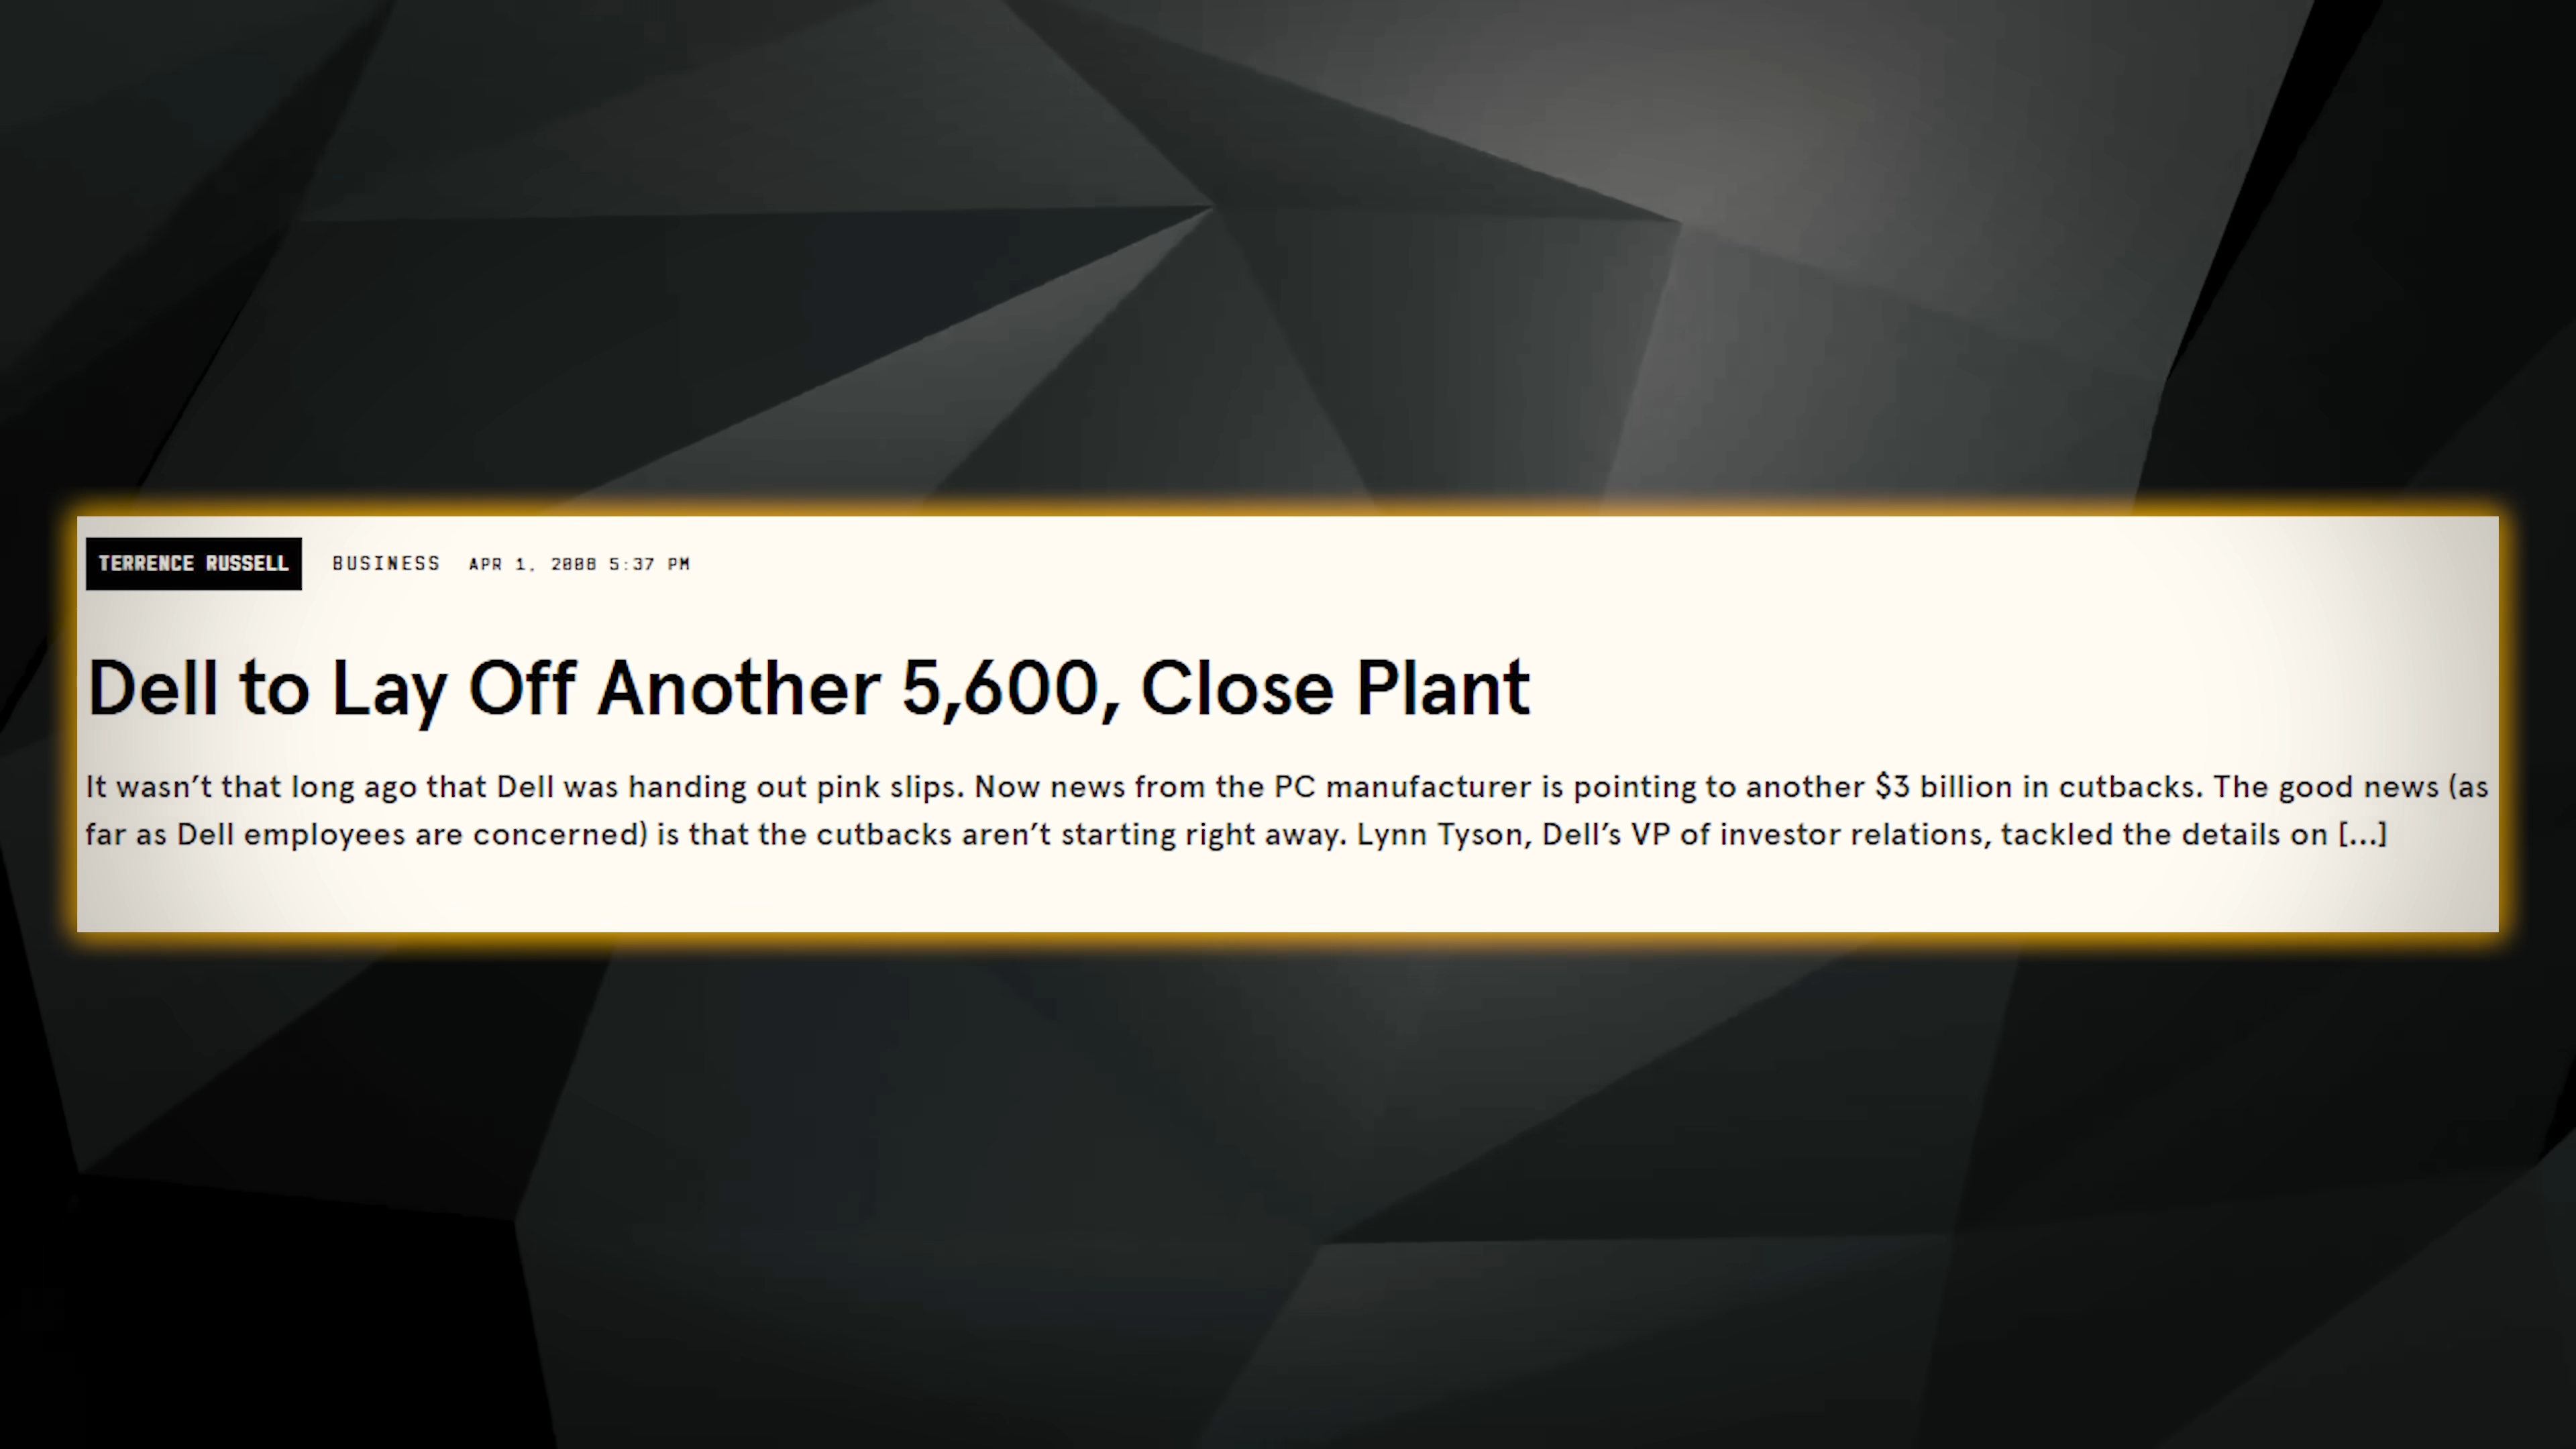 TERRENCE RUSSELL BUSINESS APR 1, 2008 5:37 PM
Dell to Lay Off Another 5,600, Close Plant
It wasn’t that long ago that Dell was handing out pink slips. Now news from the PC manufacturer is pointing to another $3 billion in cutbacks. The good news (as
far as Dell employees are concerned) is that the cutbacks aren’t starting right away. Lynn Tyson, Dell’s VP of investor relations, tackled the details on [...]